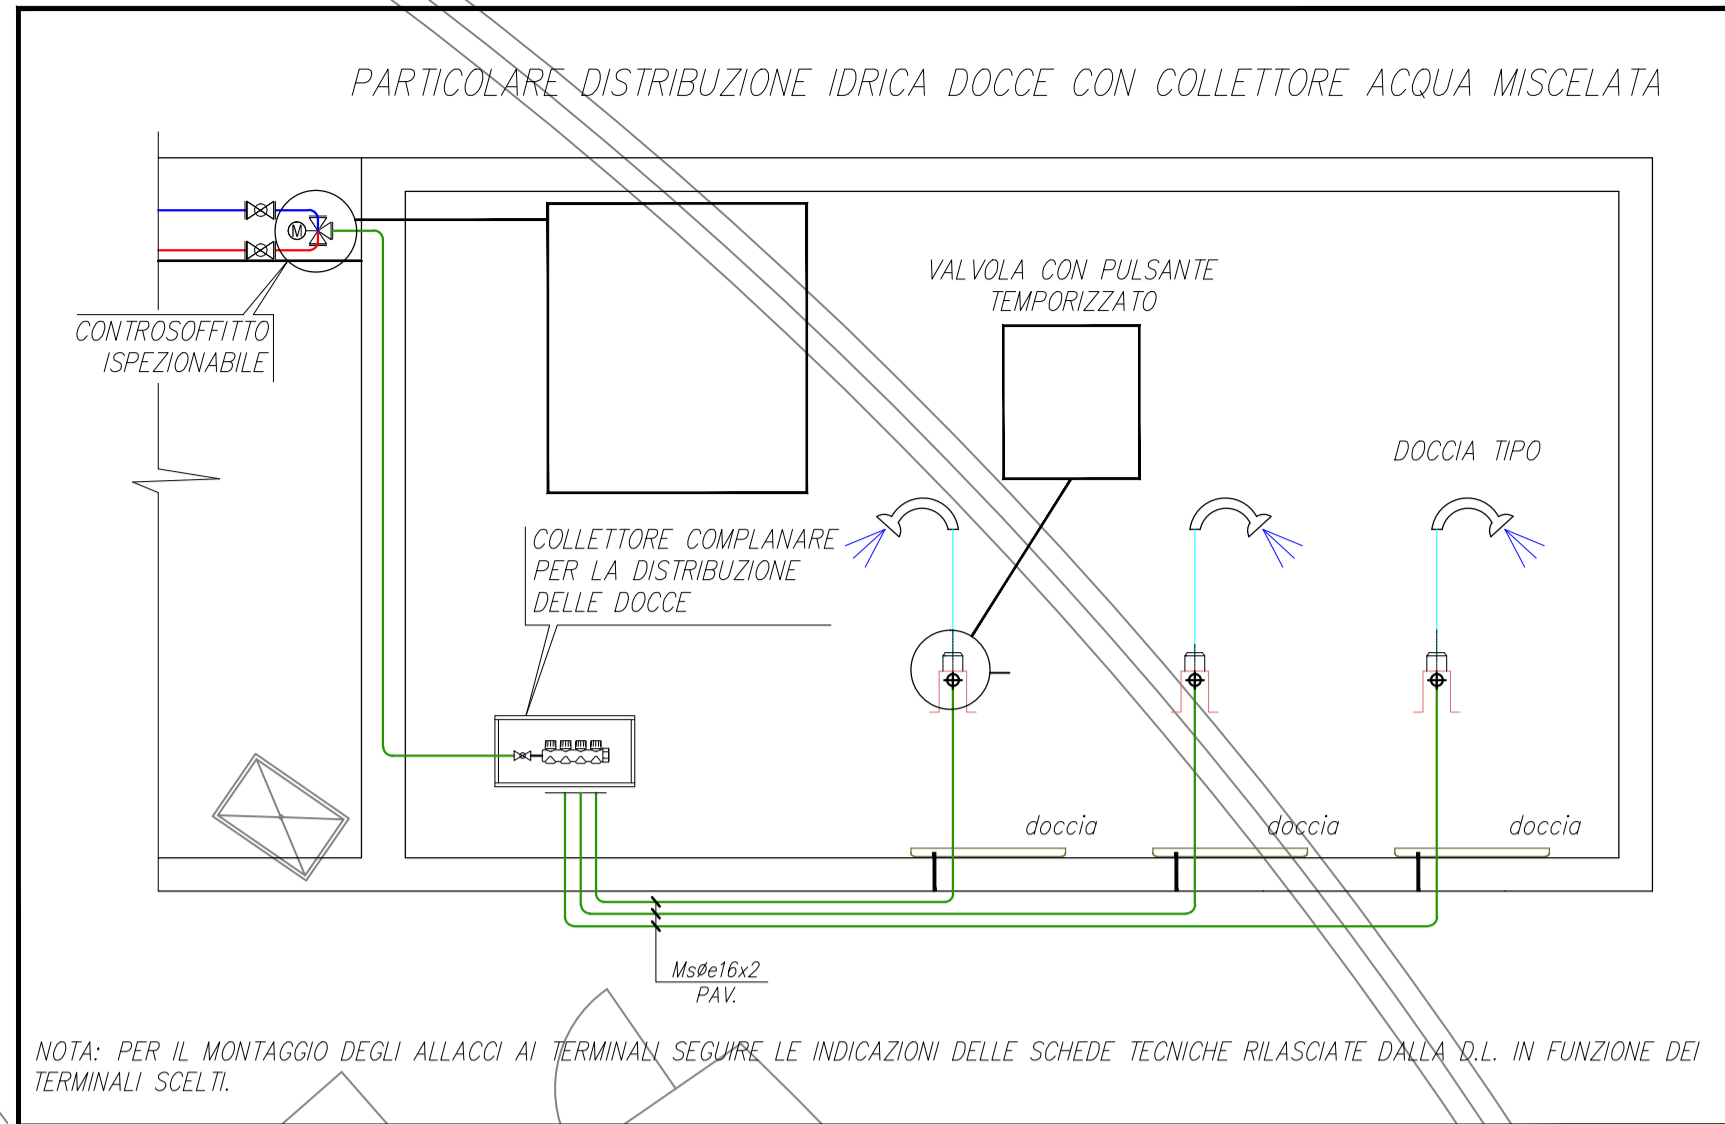 PARTICOLARE DISTRIBUZIONE IDRICA DOCCE CON COLLETTORE ACQUA MISCELATA
M
VALVOLA CON PULSANTE
TEMPORIZZATO
CONTROSOFFITTO
ISPEZIONABILE
DOCCIA TIPO
COLLETTORE COMPLANARE
PER LA DISTRIBUZIONE
DELLE DOCCE
doccia
doccia
doccia
Msøe16x2
PAV.
NOTA: PER IL MONTAGGIO DEGLI ALLACCI AI TERMINALI SEGUIRE LE INDICAZIONI DELLE SCHEDE TECNICHE RILASCIATE DALLA D.L. IN FUNZIONE DEI
TERMINALI SCELTI.